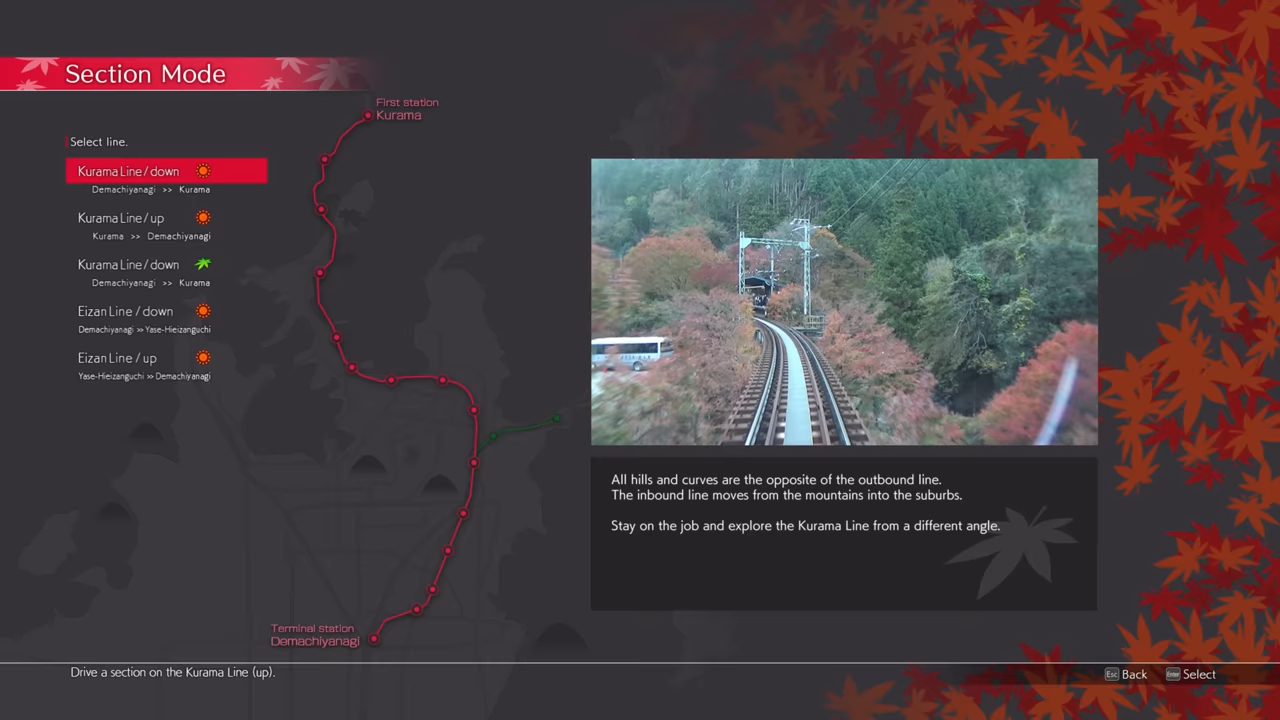 Section Mode
First station
Kurama
Select line.
Kurama Line / down
Demachiyanagi >> Kurama
Kurama Line / up
Kurama >> Demachiyanagi
Kurama Line / down
Demachiyanagi >> Kurama
Eizan Line / down
Demachiyanagi >> Yase-Hieizanguchi
Eizan Line / up
Yase-Hieizanguchi >> Demachiyanagi
All hills and curves are the opposite of the outbound line.
The inbound line moves from the mountains into the suburbs.
Stay on the job and explore the Kurama Line from a different angle.
Terminal station
Demachiyanagi
Drive a section on the Kurama Line (up).
Esc Back
Enter Select